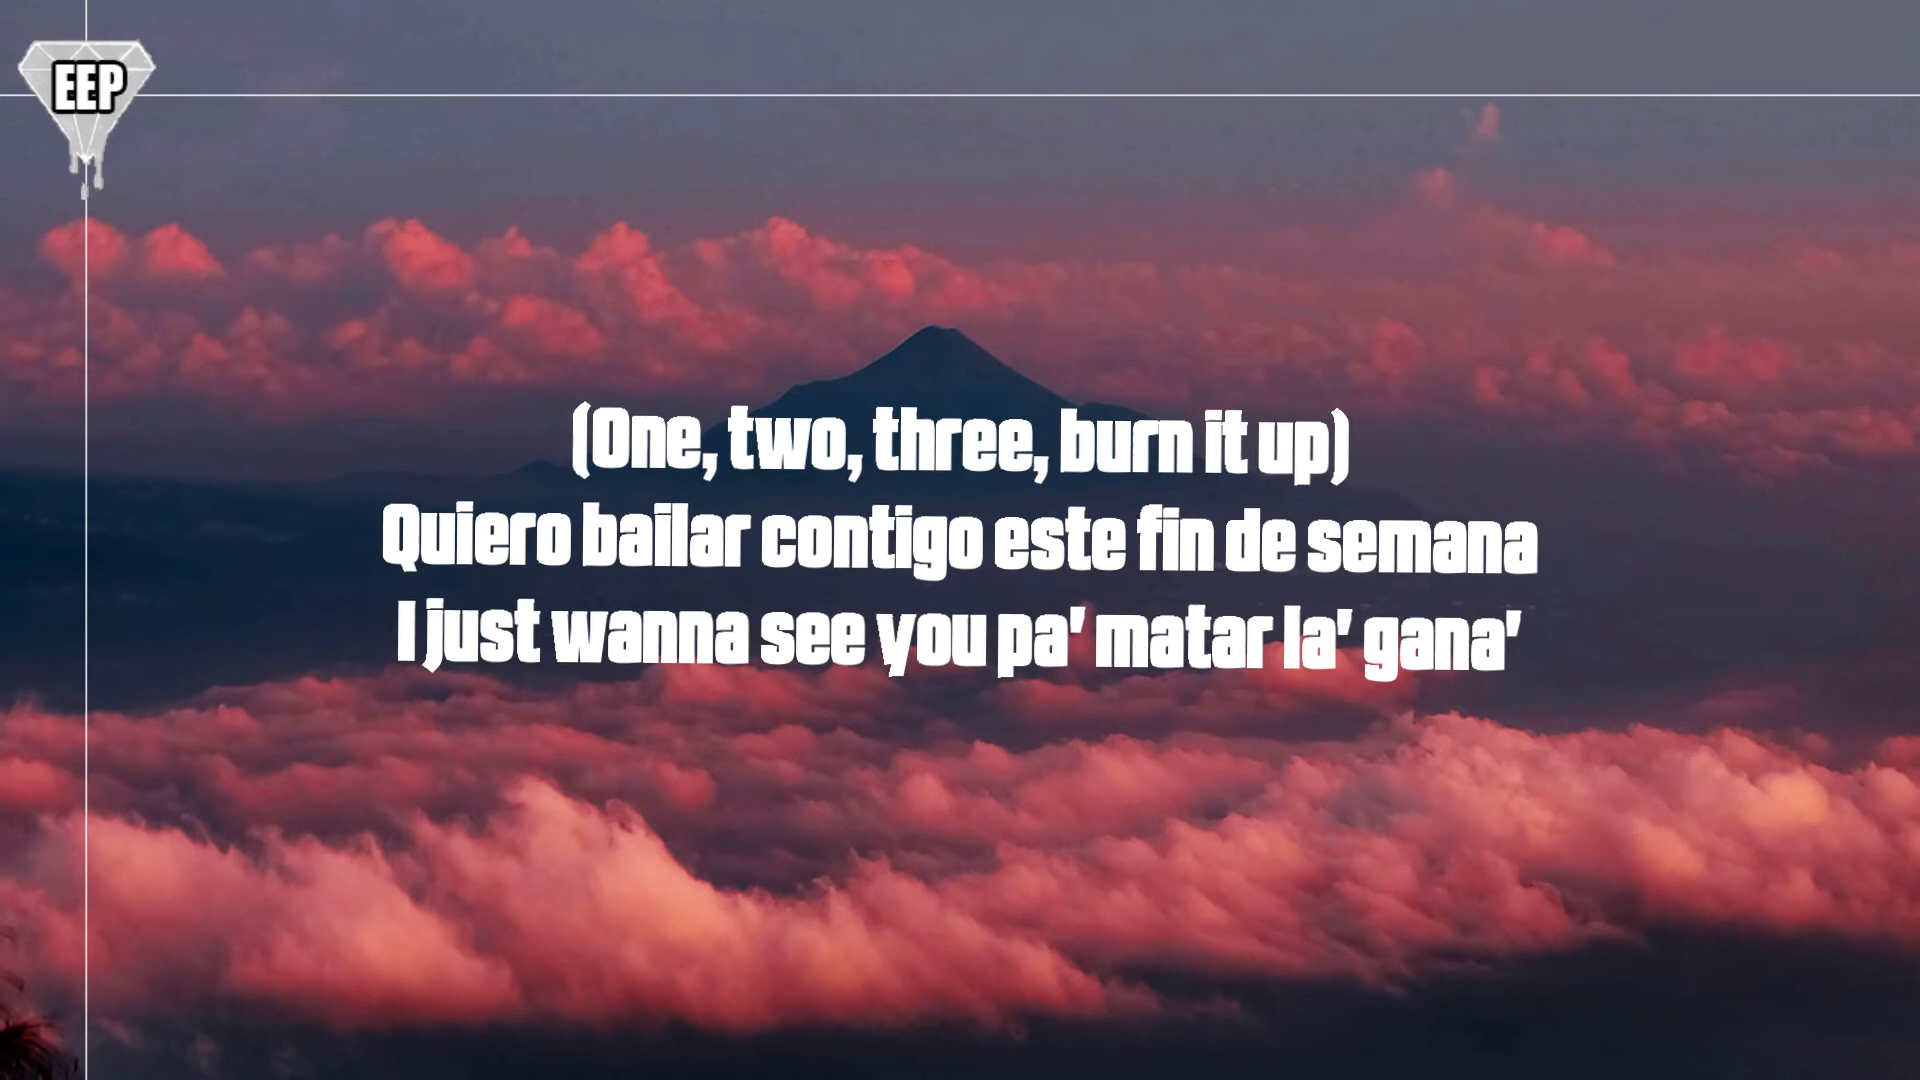 EEP
(One, two, three, burn it up)
Quiero bailar contigo este fin de semana
I just wanna see you pa' matar la' gana'